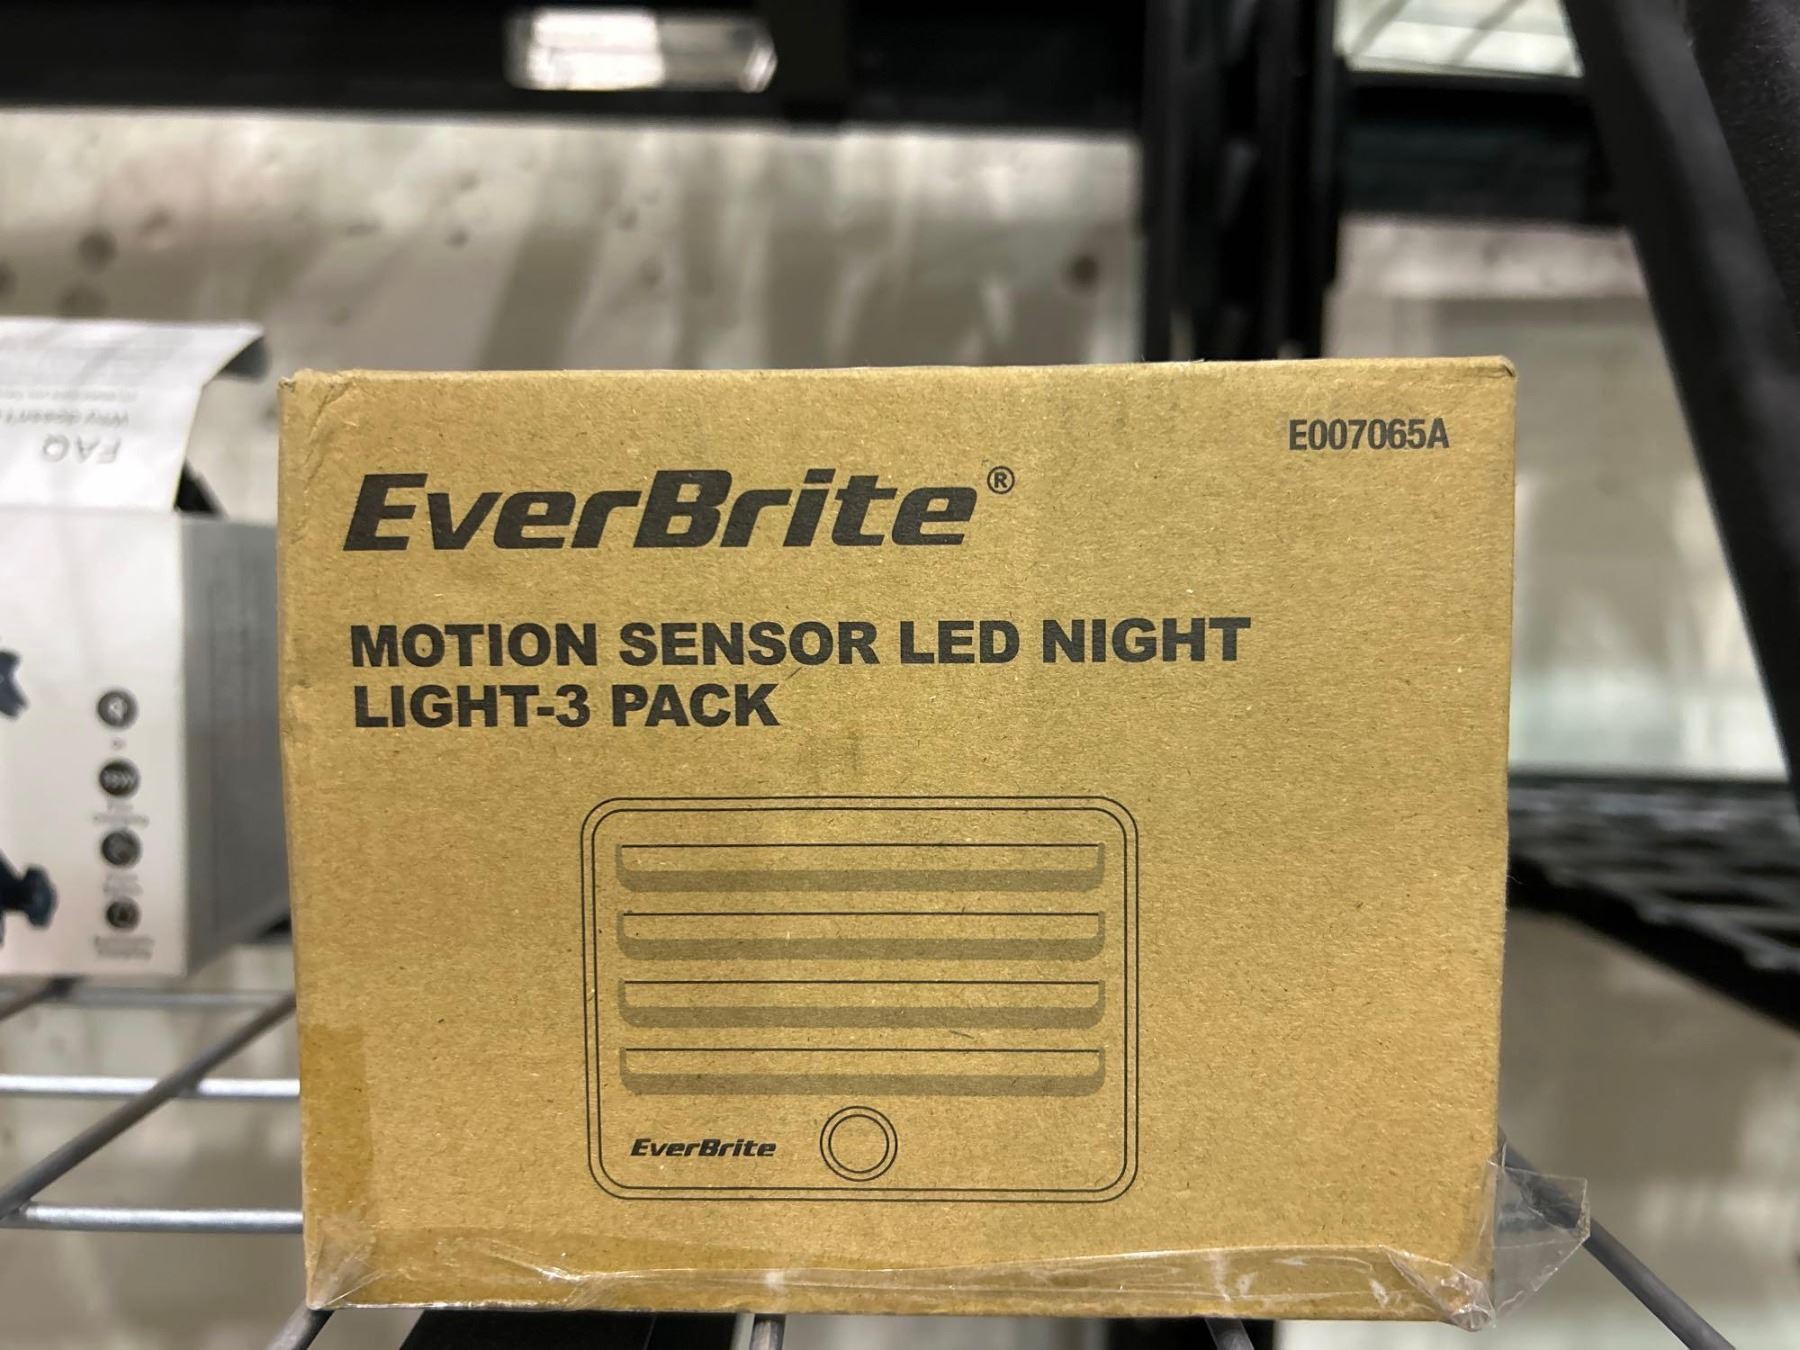 E007065A
EverBrite®
MOTION SENSOR LED NIGHT
LIGHT-3 PACK
EverBrite
FAQ